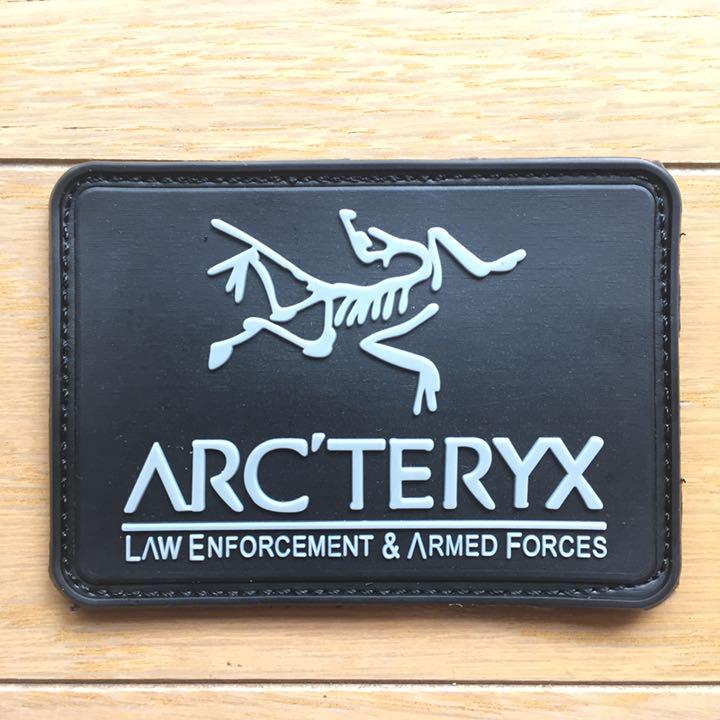 ARC'TERYX
LAW ENFORCEMENT & ARMED FORCES